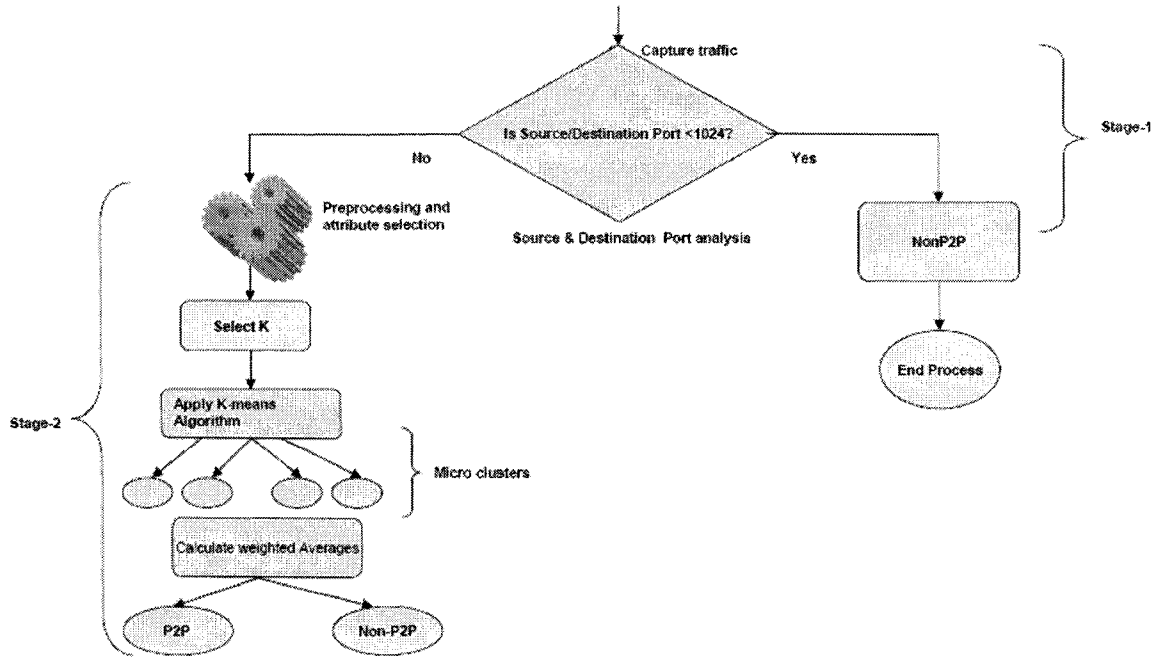 Capture traffic
Is Source/Destination Port <1024?
Stage-1
No
Yes
Preprocessing and
attribute selection
Source & Destination Port analysis
NonP2P
Select K
End Process
Apply K-means
Algorithm
Stage-2
Micro clusters
Calculate weighted Averages
P2P
Non-P2P